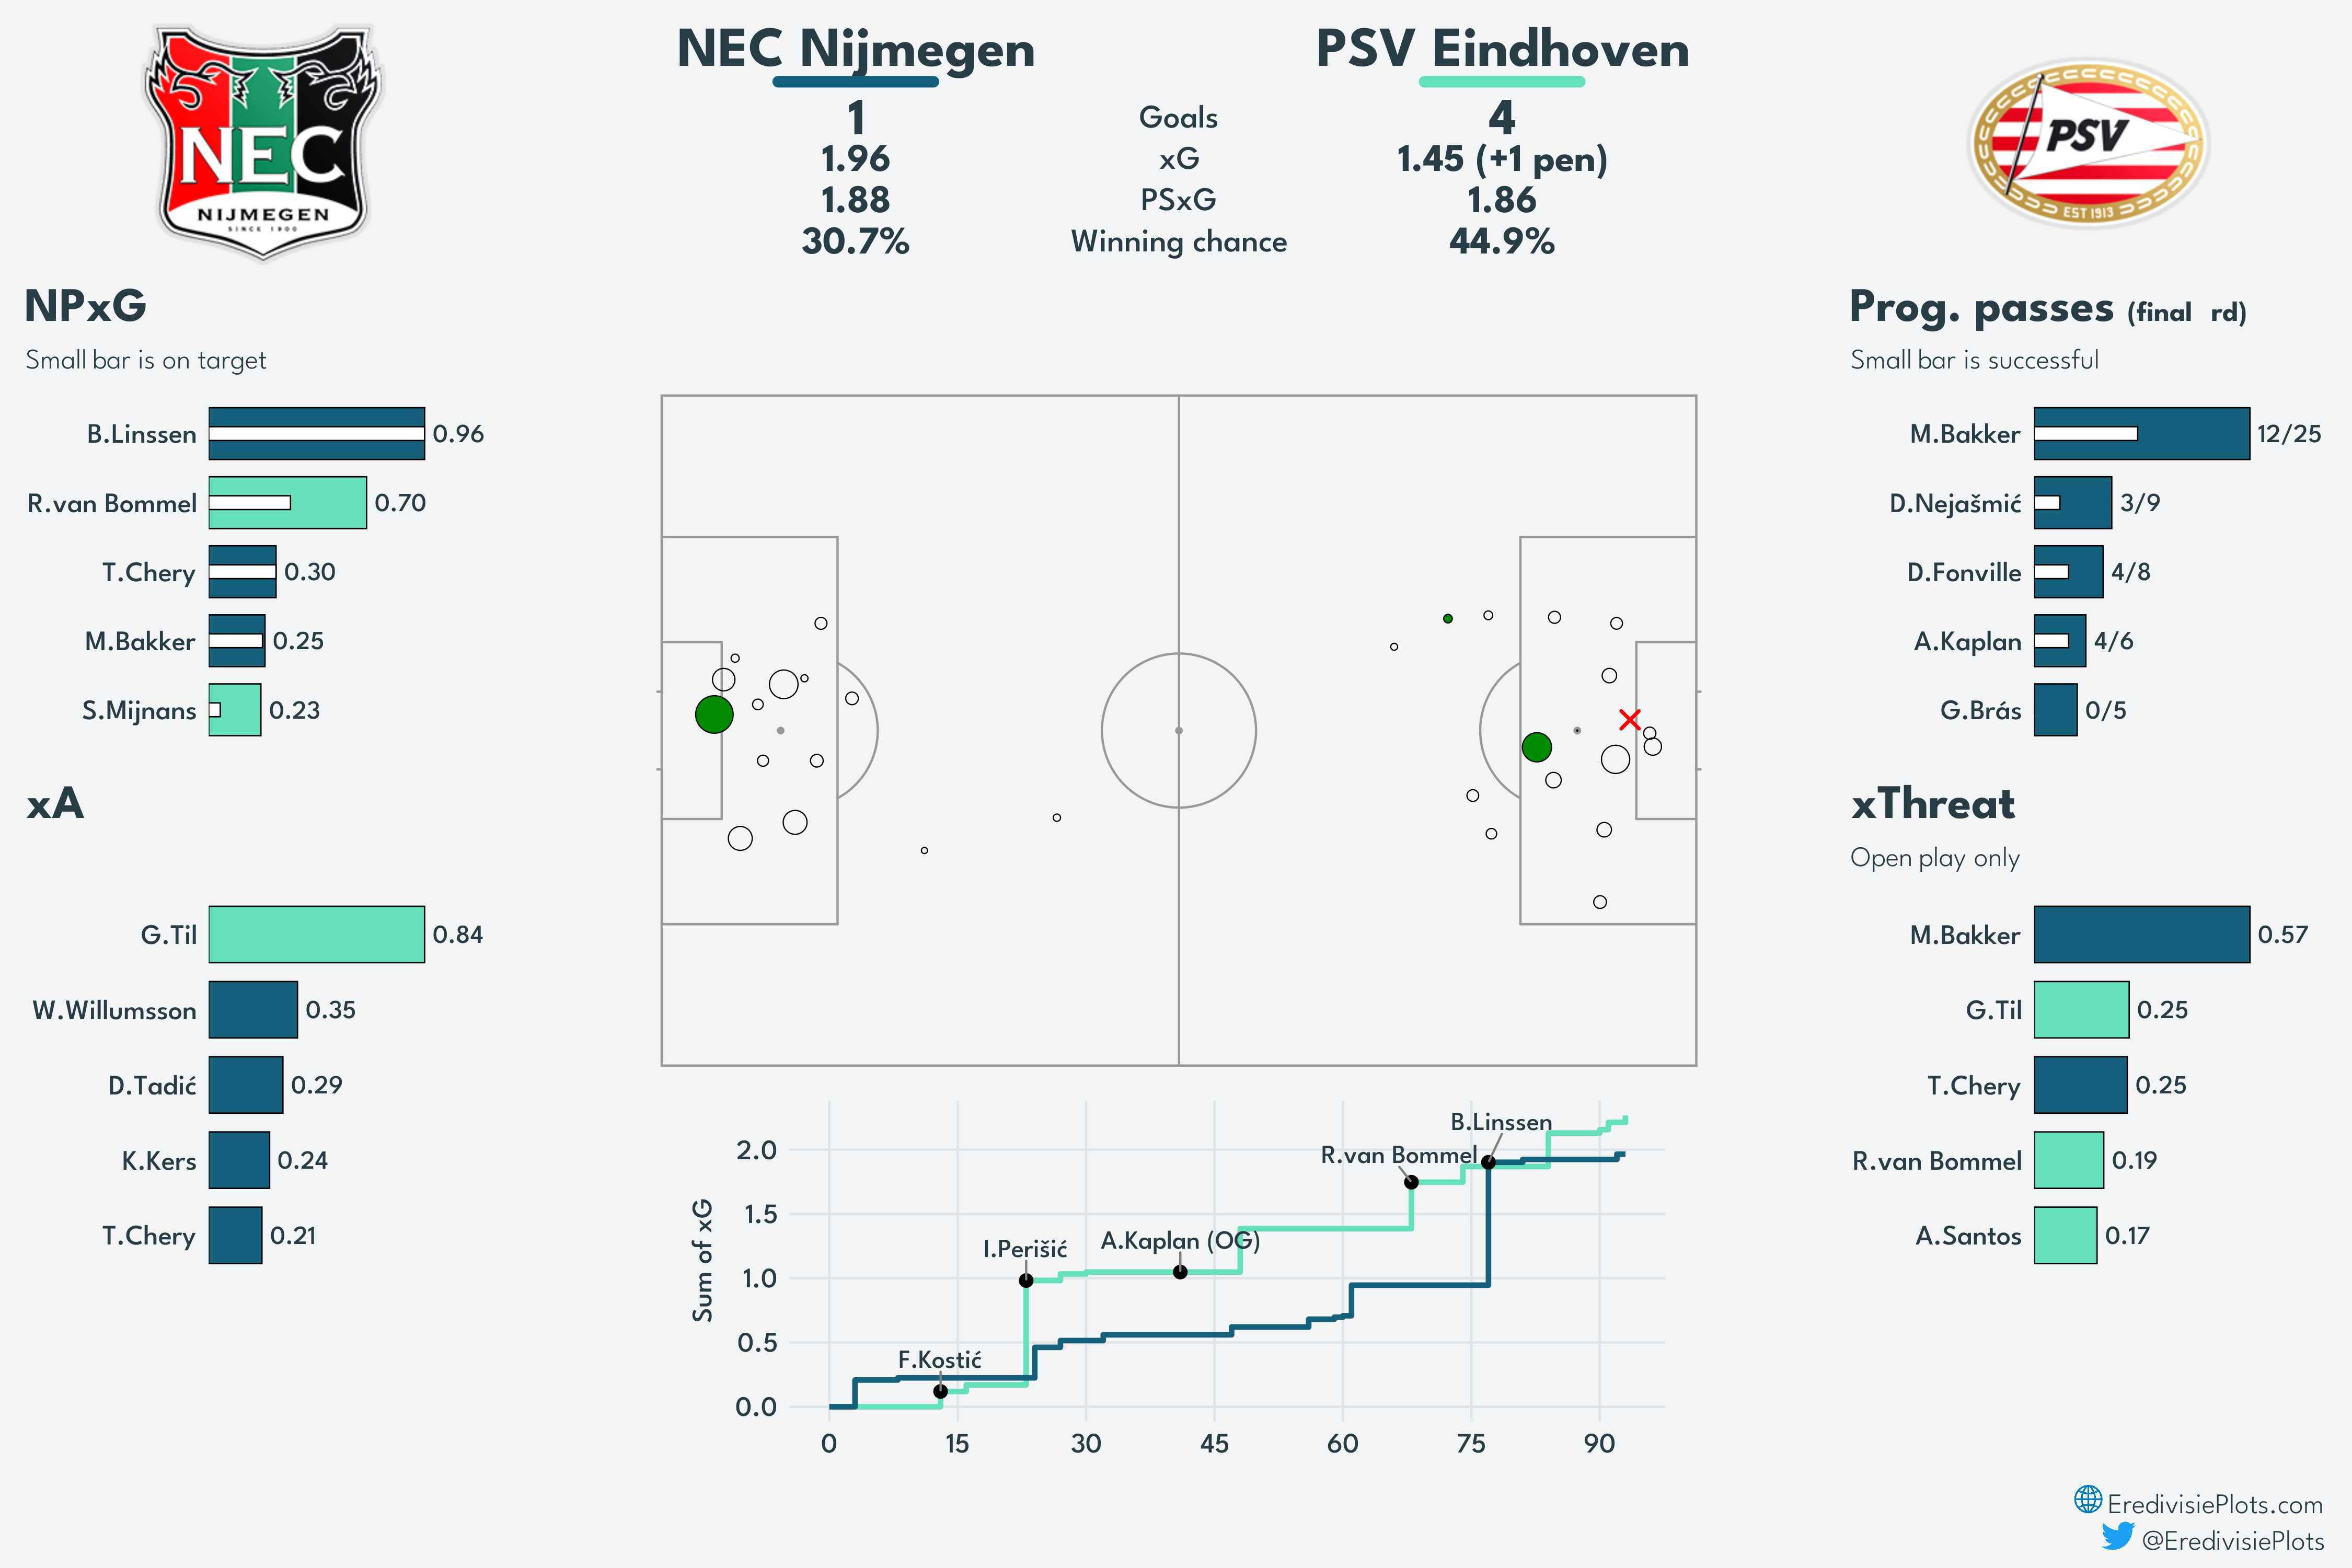 NEC
NIJMEGEN
SINCE 1900
NEC Nijmegen
PSV Eindhoven
1 Goals 4
1.96 xG 1.45 (+1 pen)
1.88 PSxG 1.86
30.7% Winning chance 44.9%
PSV
EST 1913
NPxG
Small bar is on target
B.Linssen 0.96
R.van Bommel 0.70
T.Chery 0.30
M.Bakker 0.25
S.Mijnans 0.23
xA
G.Til 0.84
W.Willumsson 0.35
D.Tadić 0.29
K.Kers 0.24
T.Chery 0.21
Sum of xG
2.0
1.5
1.0
0.5
0.0
0 15 30 45 60 75 90
F.Kostić
I.Perišić
A.Kaplan (OG)
R.van Bommel
B.Linssen
Prog. passes (final rd)
Small bar is successful
M.Bakker 12/25
D.Nejašmić 3/9
D.Fonville 4/8
A.Kaplan 4/6
G.Brás 0/5
xThreat
Open play only
M.Bakker 0.57
G.Til 0.25
T.Chery 0.25
R.van Bommel 0.19
A.Santos 0.17
EredivisiePlots.com
@EredivisiePlots